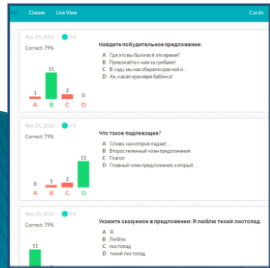 Classes Live View Cards
Nov 24, 2016
Correct: 79%
Найдите побудительное предложение:
A Где это вы были всё это время?
B Приезжайте к нам за грибами!
C В саду мы насобирали красной и...
D Ах, какая красивая бабочка!
1 11 2 0
A B C D
Nov 24, 2016
Correct: 79%
Что такое подлежащее?
A Слово, на которое падает...
B Второстепенный член предложения
C Глагол
D Главный член предложения, который...
0 1 2 11
A B C D
Nov 24, 2016
Correct: 79%
Укажите сказуемое в предложении: Я люблю тихий листопад.
A Я
B Люблю
C листопад
D тихий листопад
11